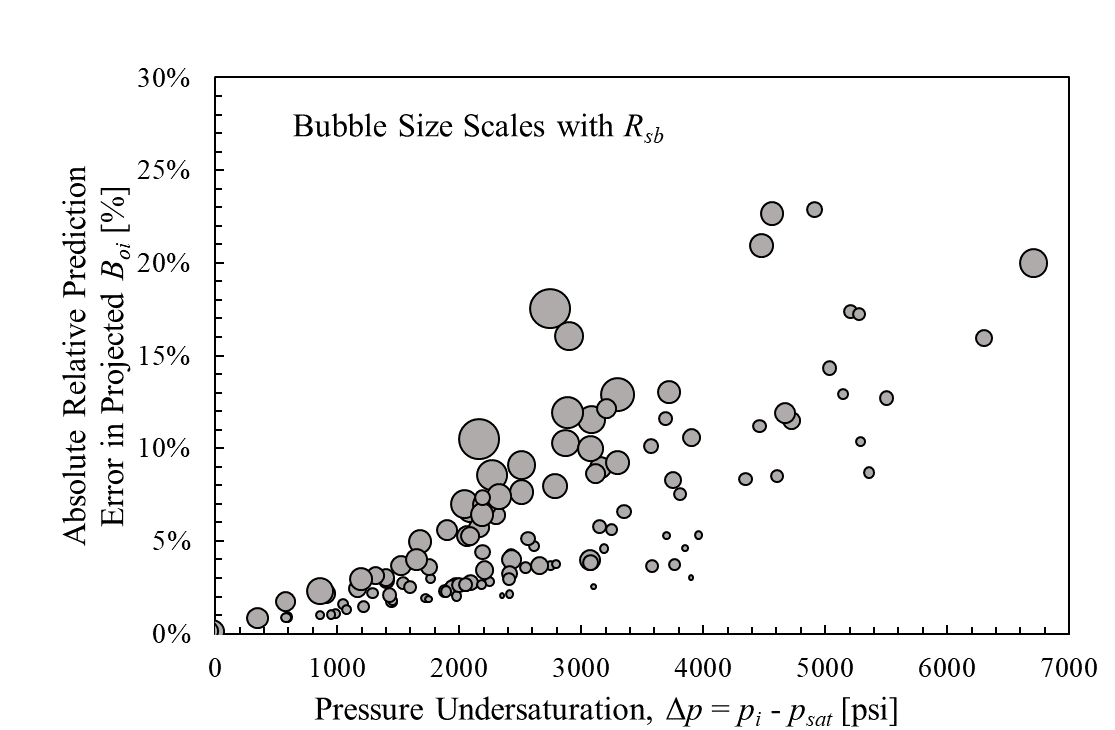 30%
Bubble Size Scales with Rsb
25%
20%
15%
10%
5%
0%
Absolute Relative Prediction
Error in Projected Boi [%]
0 1000 2000 3000 4000 5000 6000 7000
Pressure Undersaturation, Δp = pi - psat [psi]